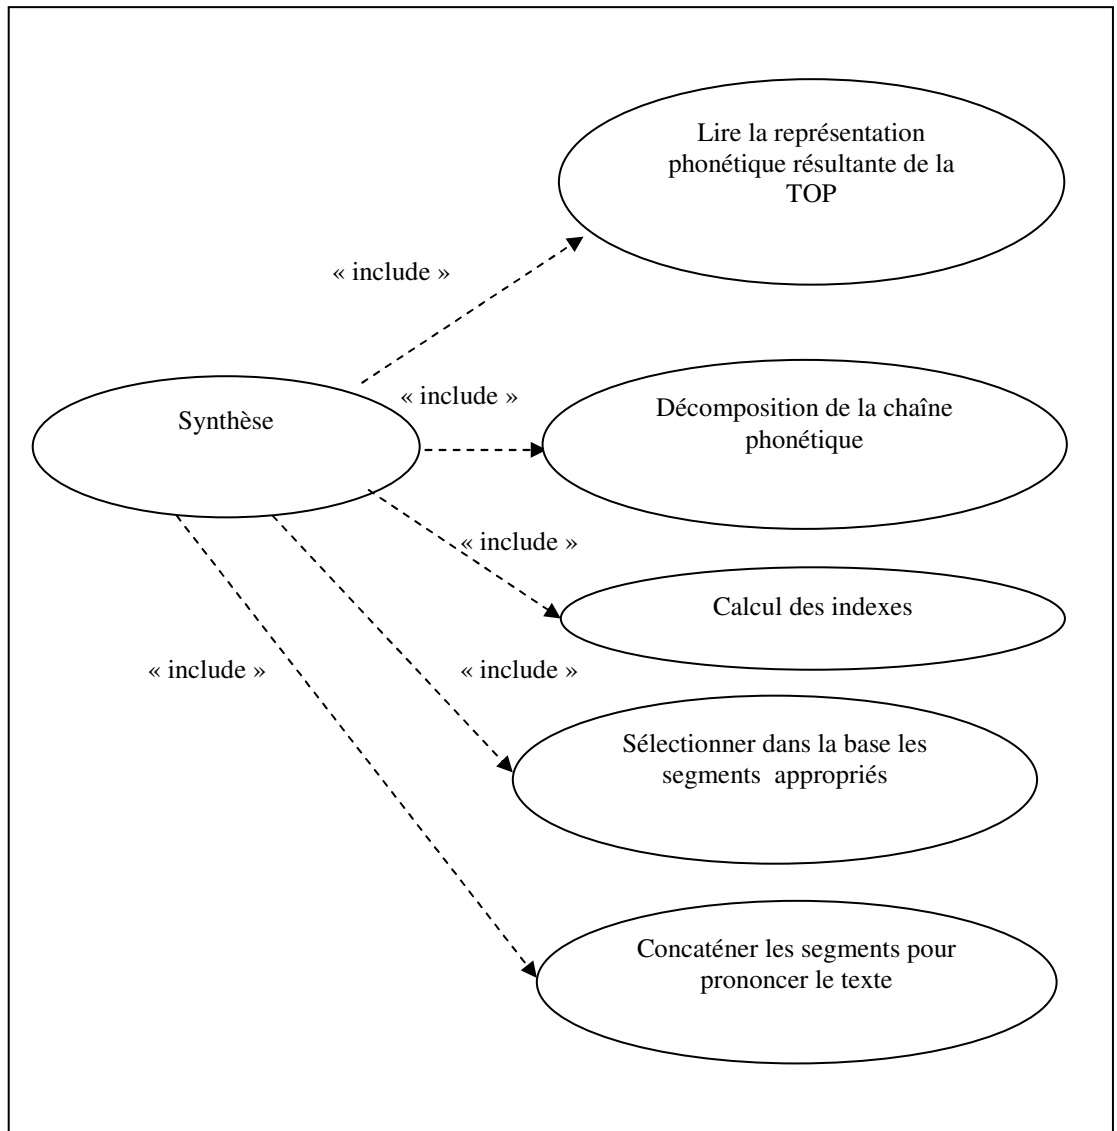 Lire la représentation
phonétique résultante de la
TOP
« include »
« include »
Synthèse
Décomposition de la chaîne
phonétique
« include »
Calcul des indexes
« include »
« include »
Sélectionner dans la base les
segments appropriés
Concaténer les segments pour
prononcer le texte